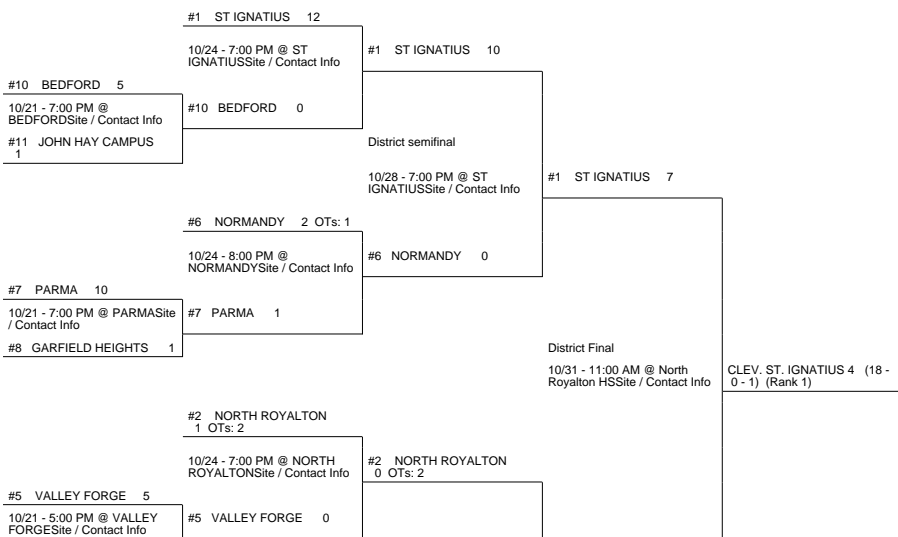 #1 ST IGNATIUS 12
10/24 - 7:00 PM @ ST
IGNATIUSSite / Contact Info
#1 ST IGNATIUS 10
#10 BEDFORD 5
10/21 - 7:00 PM @
BEDFORDSite / Contact Info
#10 BEDFORD 0
#11 JOHN HAY CAMPUS
1
District semifinal
10/28 - 7:00 PM @ ST
IGNATIUSSite / Contact Info
#1 ST IGNATIUS 7
#6 NORMANDY 2 OTs: 1
10/24 - 8:00 PM @
NORMANDYSite / Contact Info
#6 NORMANDY 0
#7 PARMA 10
10/21 - 7:00 PM @ PARMASite
/ Contact Info
#7 PARMA 1
#8 GARFIELD HEIGHTS 1
District Final
10/31 - 11:00 AM @ North
Royalton HSSite / Contact Info
CLEV. ST. IGNATIUS 4 (18 -
0 - 1) (Rank 1)
#2 NORTH ROYALTON
1 OTs: 2
10/24 - 7:00 PM @ NORTH
ROYALTONSite / Contact Info
#2 NORTH ROYALTON
0 OTs: 2
#5 VALLEY FORGE 5
10/21 - 5:00 PM @ VALLEY
FORGESite / Contact Info
#5 VALLEY FORGE 0